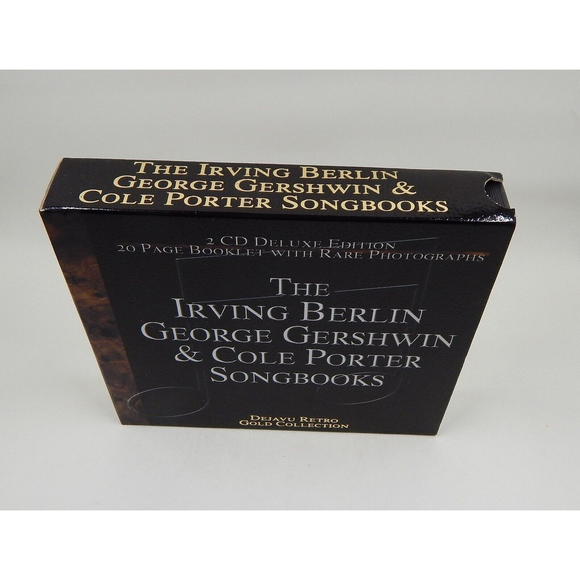 THE IRVING BERLIN
GEORGE GERSHWIN &
COLE PORTER SONGBOOKS
2 CD DELUXE EDITION
20 PAGE BOOKLET WITH RARE PHOTOGRAPHS
THE
IRVING BERLIN
GEORGE GERSHWIN
& COLE PORTER
SONGBOOKS
DEJAVU RETRO
GOLD COLLECTION